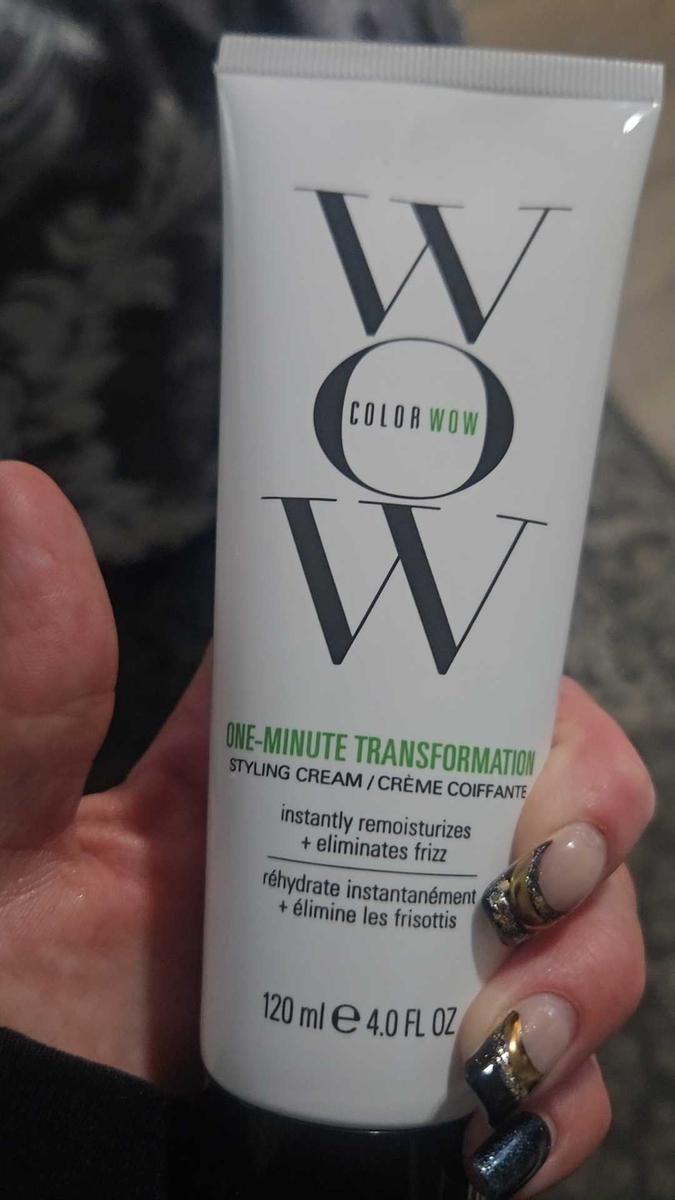 W
O
COLOR WOW
W
ONE-MINUTE TRANSFORMATION
STYLING CREAM / CRÈME COIFFANTE
instantly remoisturizes
+ eliminates frizz
réhydrate instantanément
+ élimine les frisottis
120 ml ℮ 4.0 FL OZ